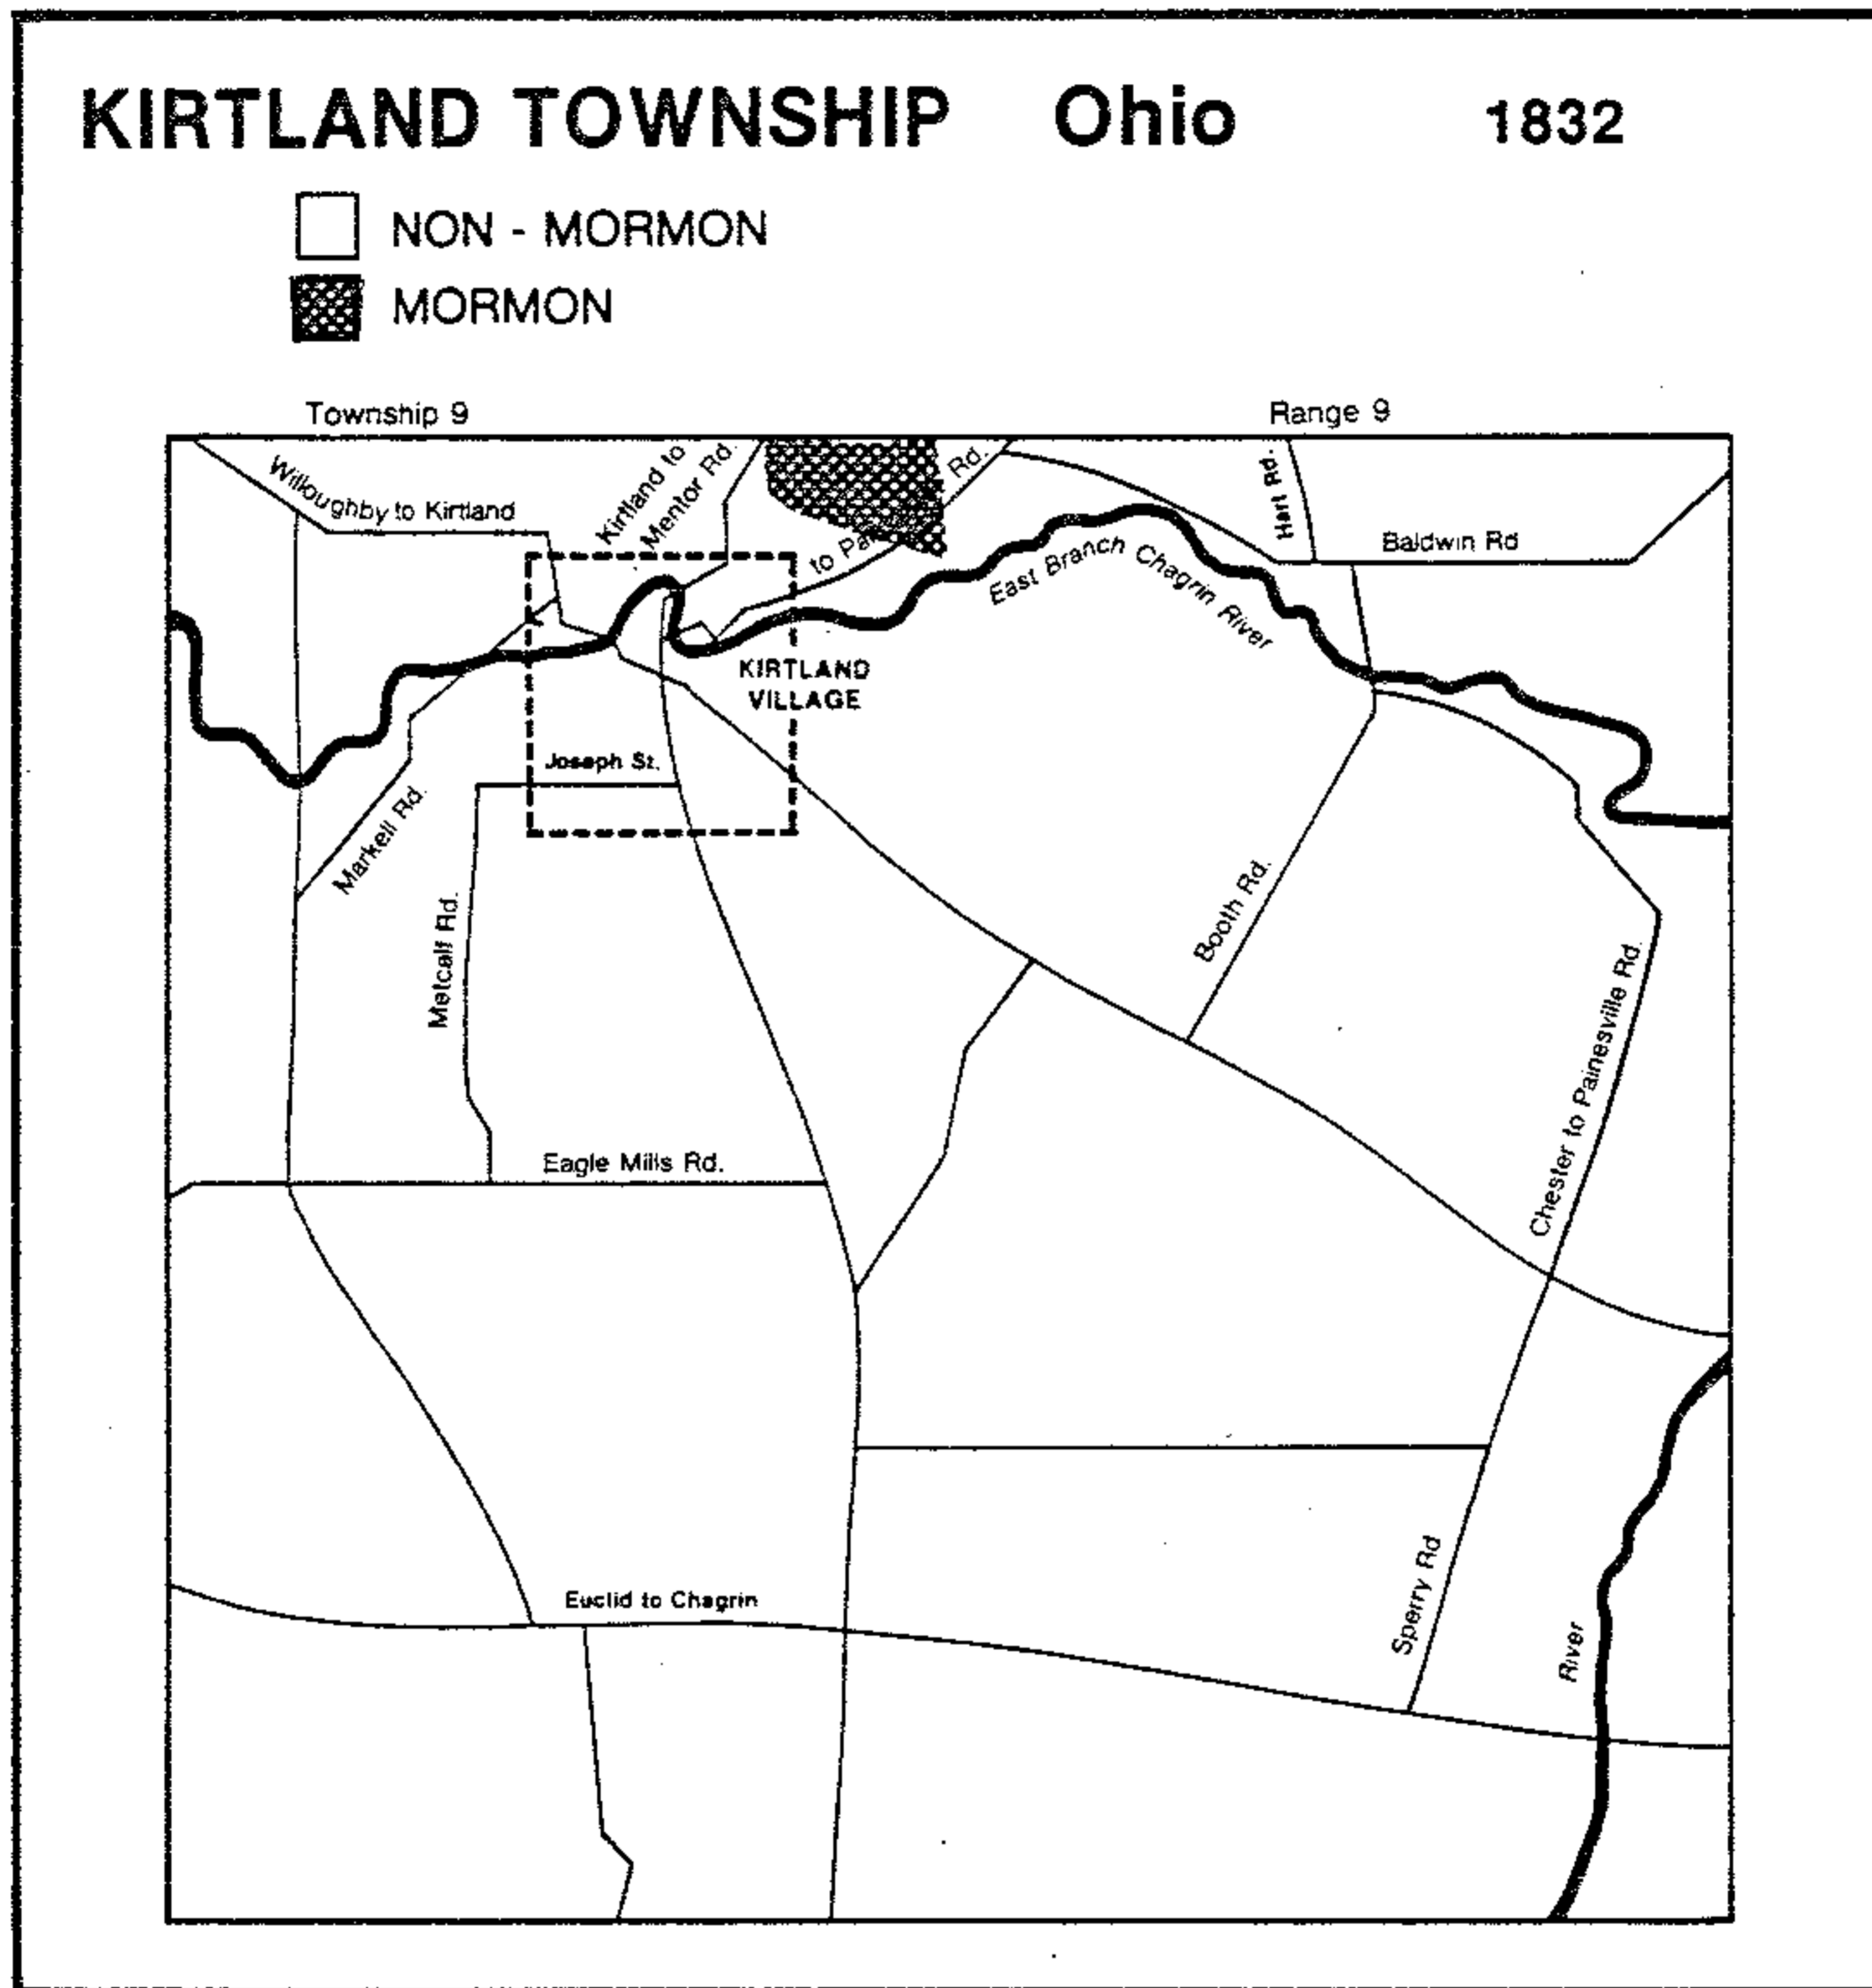 KIRTLAND TOWNSHIP Ohio 1832
NON - MORMON
MORMON
Township 9
Range 9
Willoughby to Kirtland
Kirtland to
Mentor Rd.
to Rd.
Hart Rd.
Baldwin Rd
East Branch Chagrin River
KIRTLAND
VILLAGE
Joseph St.
Markell Rd.
Metcalf Rd.
Booth Rd.
Chester to Painesville Rd.
Eagle Mills Rd.
Euclid to Chagrin
Sperry Rd
River